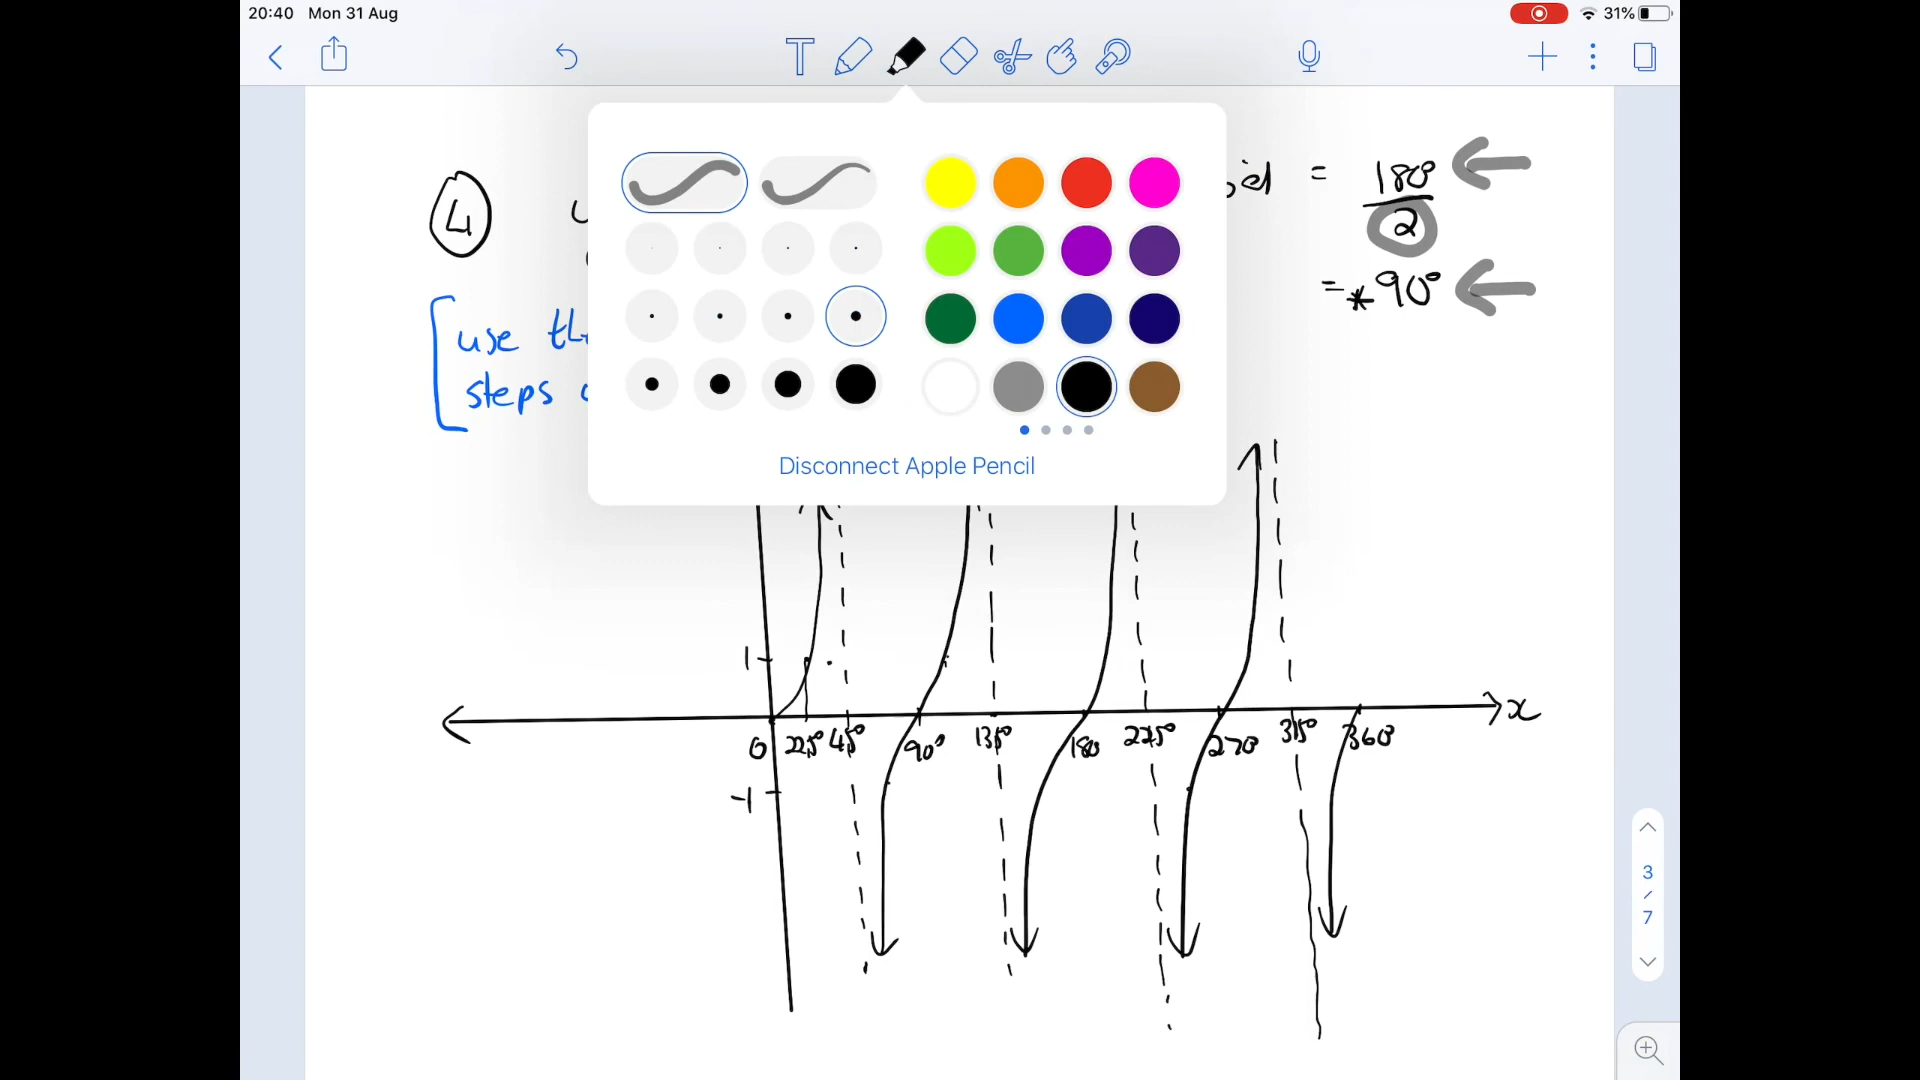 20:40 Mon 31 Aug
31%
= 180°
4
2
= *90°
use
steps
Disconnect Apple Pencil
1
x
0 22.5° 45° 90° 135° 180 225° 270 315° 360°
-1
3
/
7